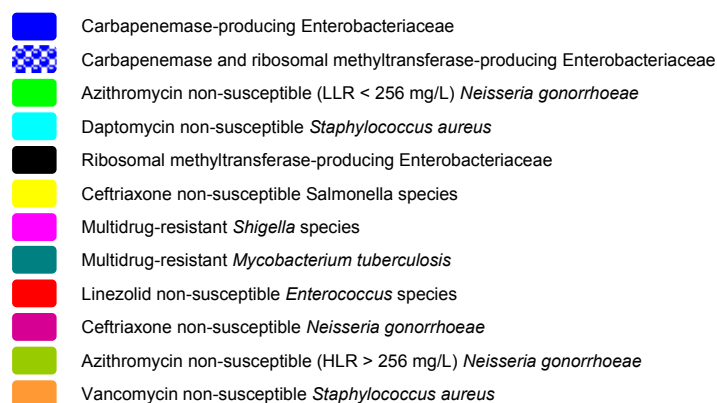 Carbapenemase-producing Enterobacteriaceae
Carbapenemase and ribosomal methyltransferase-producing Enterobacteriaceae
Azithromycin non-susceptible (LLR < 256 mg/L) Neisseria gonorrhoeae
Daptomycin non-susceptible Staphylococcus aureus
Ribosomal methyltransferase-producing Enterobacteriaceae
Ceftriaxone non-susceptible Salmonella species
Multidrug-resistant Shigella species
Multidrug-resistant Mycobacterium tuberculosis
Linezolid non-susceptible Enterococcus species
Ceftriaxone non-susceptible Neisseria gonorrhoeae
Azithromycin non-susceptible (HLR > 256 mg/L) Neisseria gonorrhoeae
Vancomycin non-susceptible Staphylococcus aureus